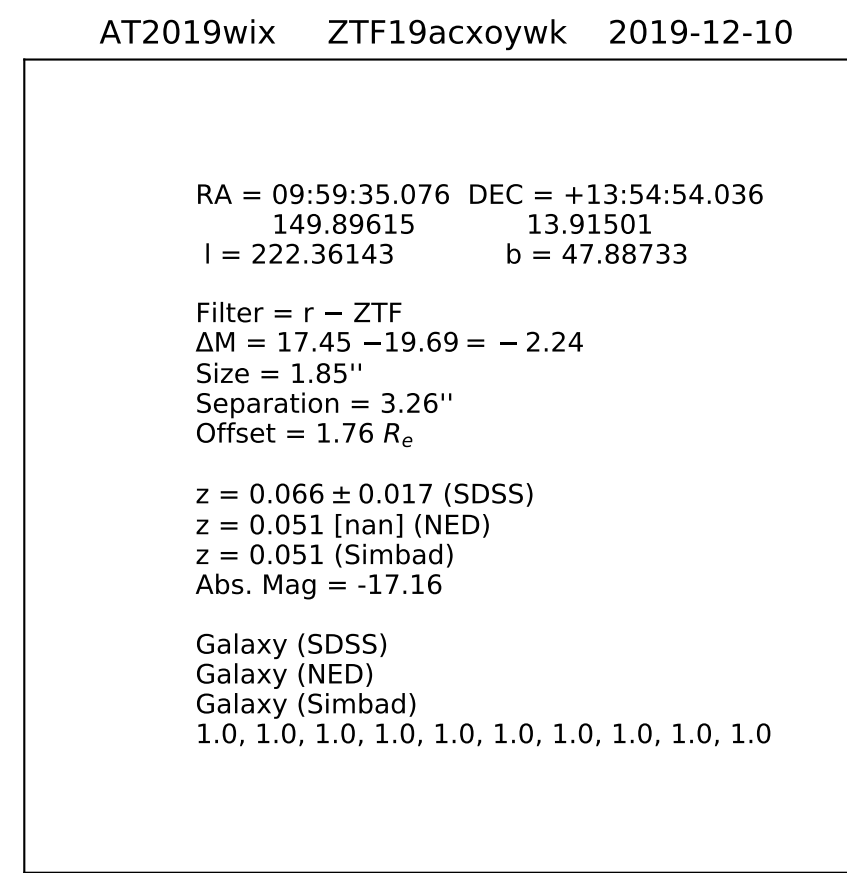 AT2019wix ZTF19acxoywk 2019-12-10
RA = 09:59:35.076 DEC = +13:54:54.036
149.89615 13.91501
l = 222.36143 b = 47.88733
Filter = r − ZTF
ΔM = 17.45 −19.69 = − 2.24
Size = 1.85''
Separation = 3.26''
Offset = 1.76 Re
z = 0.066 ± 0.017 (SDSS)
z = 0.051 [nan] (NED)
z = 0.051 (Simbad)
Abs. Mag = -17.16
Galaxy (SDSS)
Galaxy (NED)
Galaxy (Simbad)
1.0, 1.0, 1.0, 1.0, 1.0, 1.0, 1.0, 1.0, 1.0, 1.0